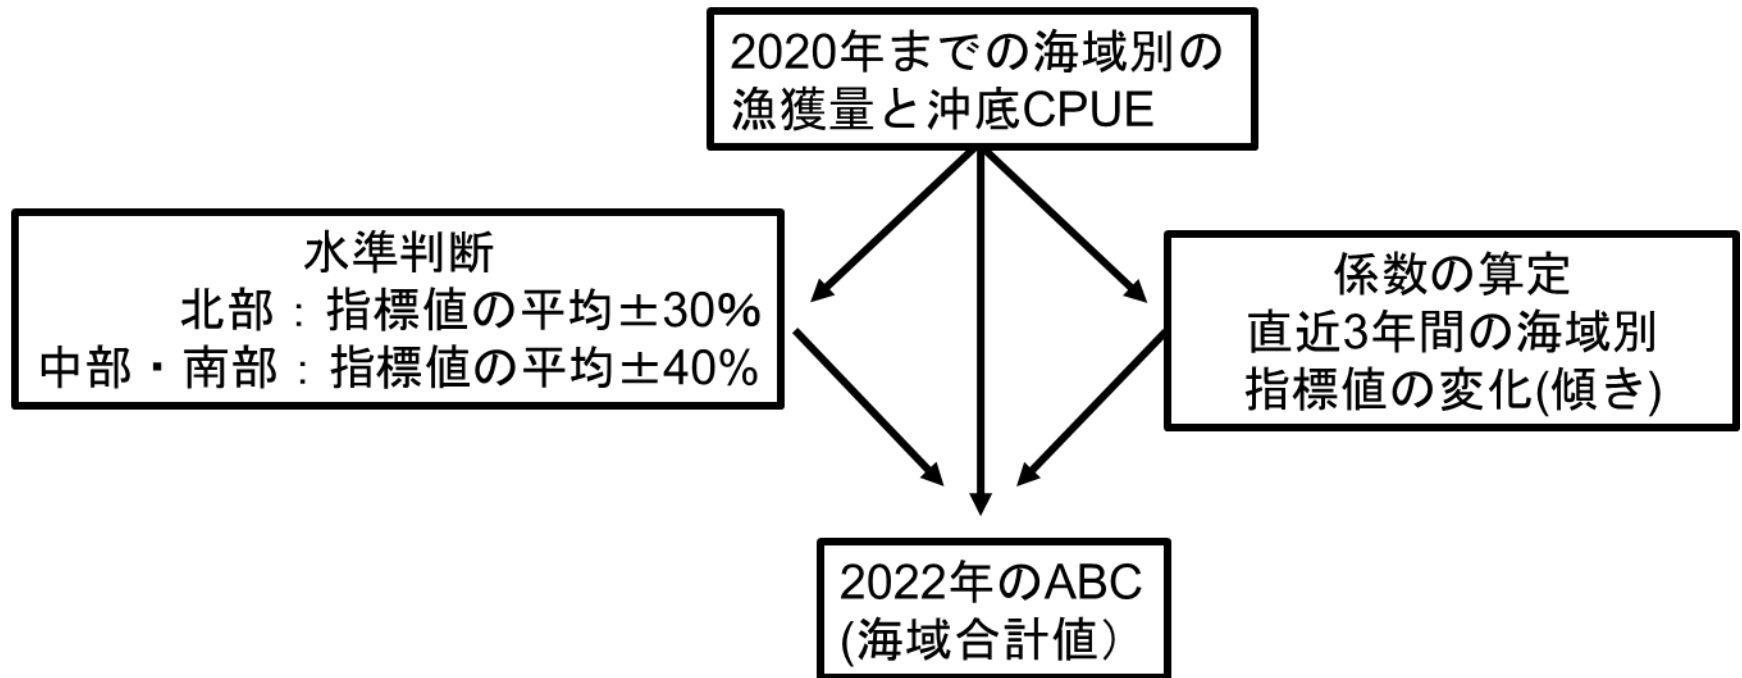 2020年までの海域別の
漁獲量と沖底CPUE
水準判断
北部：指標値の平均±30%
中部・南部：指標値の平均±40%
係数の算定
直近3年間の海域別
指標値の変化(傾き)
2022年のABC
(海域合計値）